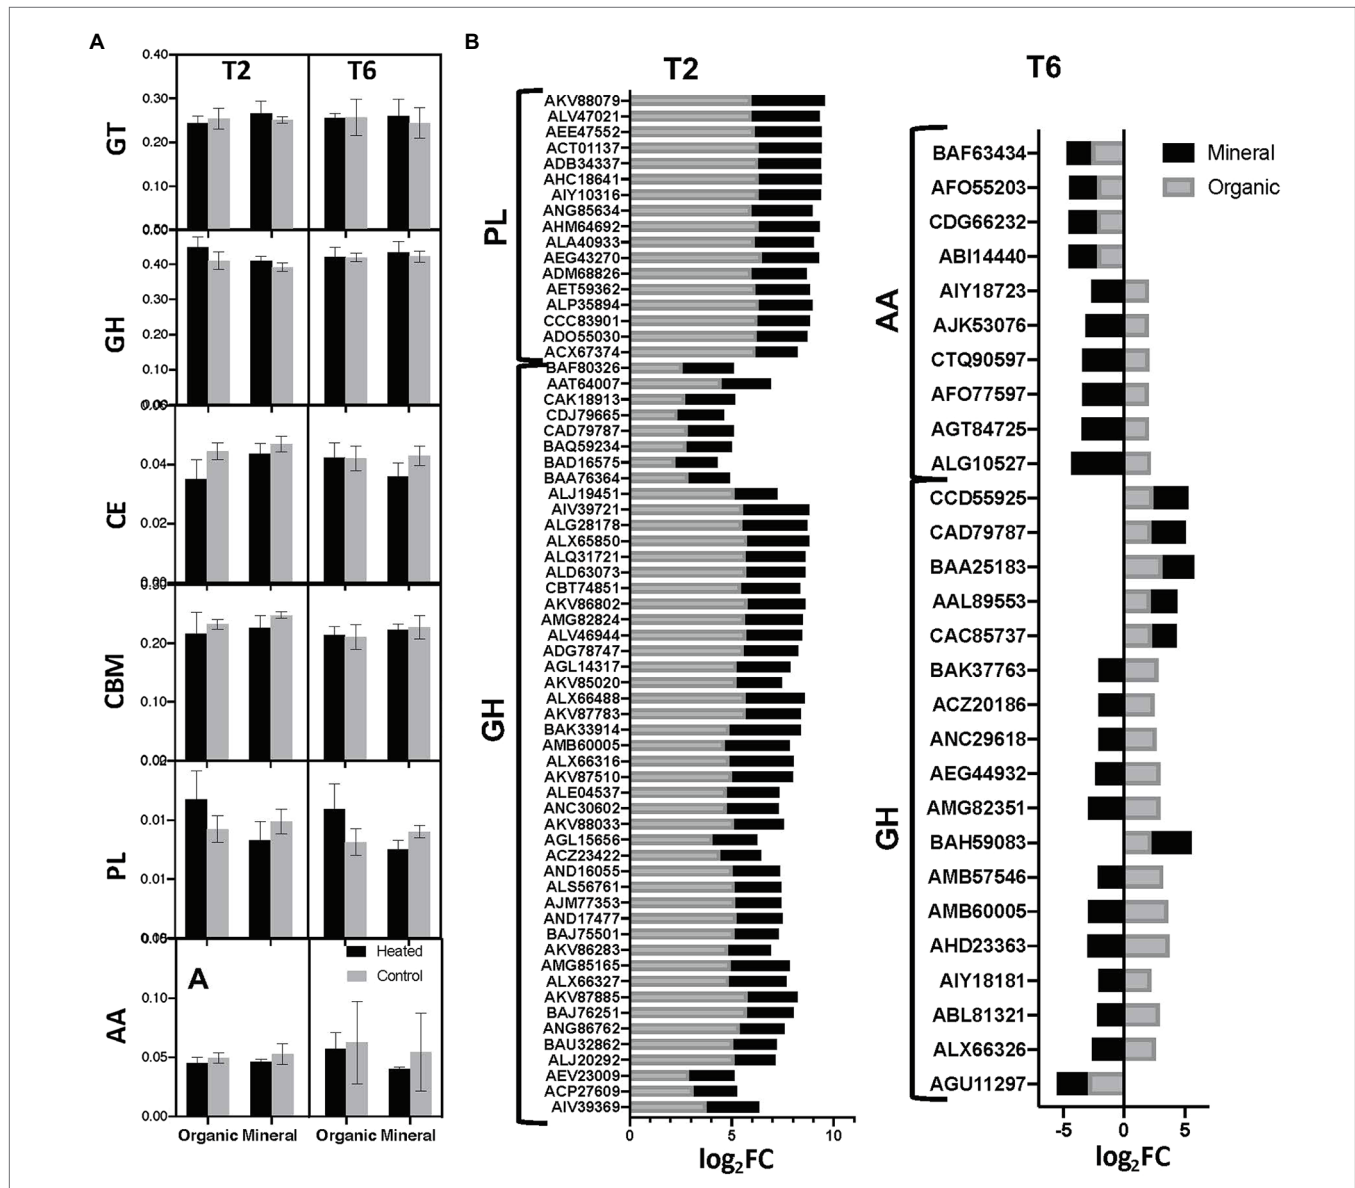 A
T2
T6
GT
0.40
0.30
0.20
0.10
GH
0.40
0.30
0.20
0.10
CE
0.04
0.02
CBM
0.20
0.10
PL
0.01
0.01
AA
0.10
0.05
0.00
Heated
Control
A
Organic Mineral
Organic Mineral
B
T2
PL
AKV88079
ALV47021
AEE47552
ACT01137
ADB34337
AHC18641
AIY10316
ANG85634
AHM64692
ALA40933
AEG43270
ADM68826
AET59362
ALP35894
CCC83901
ADO55030
ACX67374
GH
BAF80326
AAT64007
CAK18913
CDJ79665
CAD79787
BAQ59234
BAD16575
BAA76364
ALJ19451
AIV39721
ALG28178
ALX65850
ALQ31721
ALD63073
CBT74851
AKV86802
AMG82824
ALV46944
ADG78747
AGL14317
AKV85020
ALX66488
AKV87783
BAK33914
AMB60005
ALX66316
AKV87510
ALE04537
ANC30602
AKV88033
AGL15656
ACZ23422
AND16055
ALS56761
AJM77353
AND17477
BAJ75501
AKV86283
AMG85165
ALX66327
AKV87885
BAJ76251
ANG86762
BAU32862
ALJ20292
AEV23009
ACP27609
AIV39369
0 5 10
log₂FC
T6
AA
BAF63434
AFO55203
CDG66232
ABI14440
AIY18723
AJK53076
CTQ90597
AFO77597
AGT84725
ALG10527
GH
CCD55925
CAD79787
BAA25183
AAL89553
CAC85737
BAK37763
ACZ20186
ANC29618
AEG44932
AMG82351
BAH59083
AMB57546
AMB60005
AHD23363
AIY18181
ABL81321
ALX66326
AGU11297
-5 0 5
log₂FC
Mineral
Organic